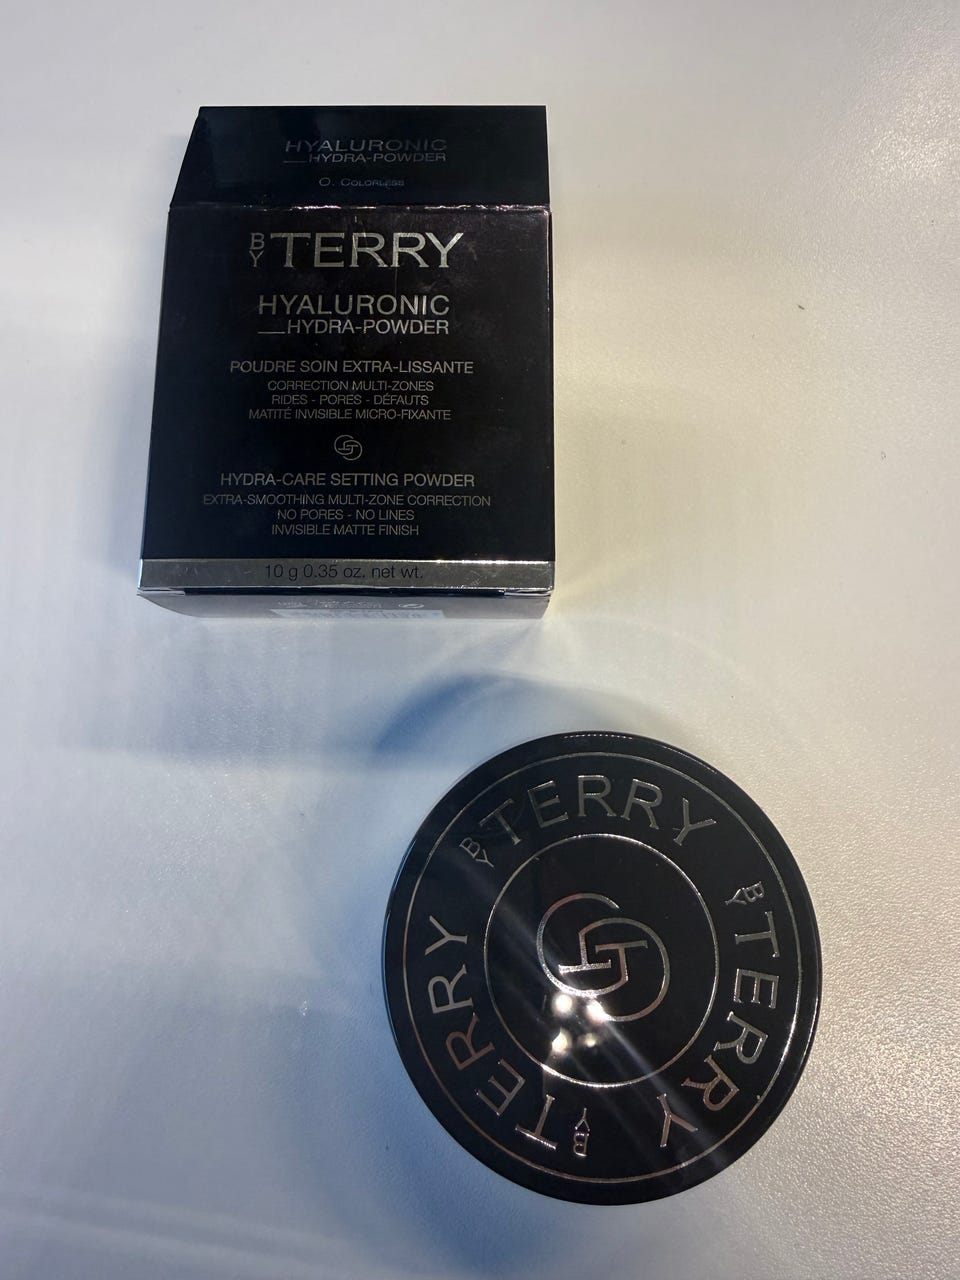 HYALURONIC
HYDRA-POWDER
0. COLORLESS
BY TERRY
HYALURONIC
HYDRA-POWDER
POUDRE SOIN EXTRA-LISSANTE
CORRECTION MULTI-ZONES
RIDES - PORES - DÉFAUTS
MATITÉ INVISIBLE MICRO-FIXANTE
HYDRA-CARE SETTING POWDER
EXTRA-SMOOTHING MULTI-ZONE CORRECTION
NO PORES - NO LINES
INVISIBLE MATTE FINISH
10 g 0.35 oz. net wt.
BY TERRY
BY TERRY
BY TERRY